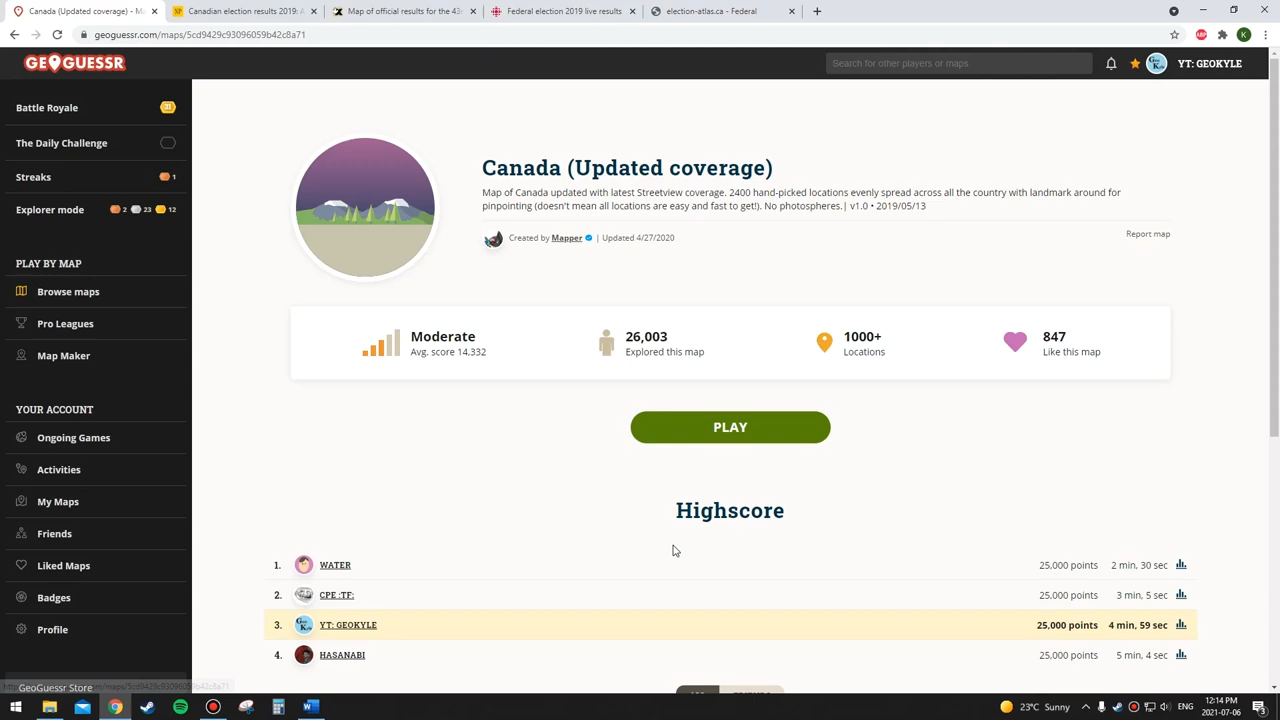 Canada (Updated coverage) - Ma
Canadian election results 2019: A
Map of official results for the 43r
Federal election 2019 live results
election-atlas.ca - Federal
geoguessr.com/maps/5cd9429c93096059b42c8a71
ABP
K
GEOGUESSR
Search for other players or maps
YT: GEOKYLE
Battle Royale
31
The Daily Challenge
Streaks
1
Explorer mode
2
23
12
PLAY BY MAP
Browse maps
Pro Leagues
Map Maker
YOUR ACCOUNT
Ongoing Games
Activities
My Maps
Friends
Liked Maps
Badges
Profile
GeoGuessr Store
Canada (Updated coverage)
Map of Canada updated with latest Streetview coverage. 2400 hand-picked locations evenly spread across all the country with landmark around for
pinpointing (doesn't mean all locations are easy and fast to get!). No photospheres.| v1.0 • 2019/05/13
Created by Mapper | Updated 4/27/2020
Report map
Moderate
Avg. score 14,332
26,003
Explored this map
1000+
Locations
847
Like this map
PLAY
Highscore
1. WATER 25,000 points 2 min, 30 sec
2. CPE :TF: 25,000 points 3 min, 5 sec
3. YT: GEOKYLE 25,000 points 4 min, 59 sec
4. HASANABI 25,000 points 5 min, 4 sec
23°C Sunny
ENG
12:14 PM
2021-07-06